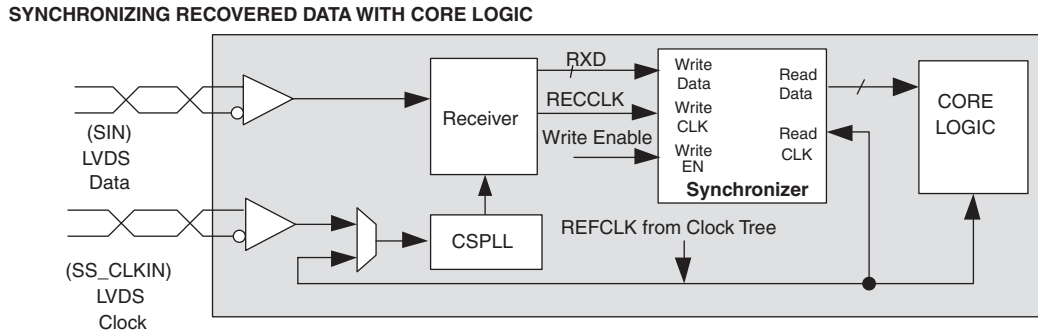 SYNCHRONIZING RECOVERED DATA WITH CORE LOGIC
(SIN)
LVDS
Data
(SS_CLKIN)
LVDS
Clock
Receiver
CSPLL
RXD
RECCLK
Write Enable
Write
Data
Write
CLK
Write
EN
Read
Data
Read
CLK
Synchronizer
CORE
LOGIC
REFCLK from Clock Tree